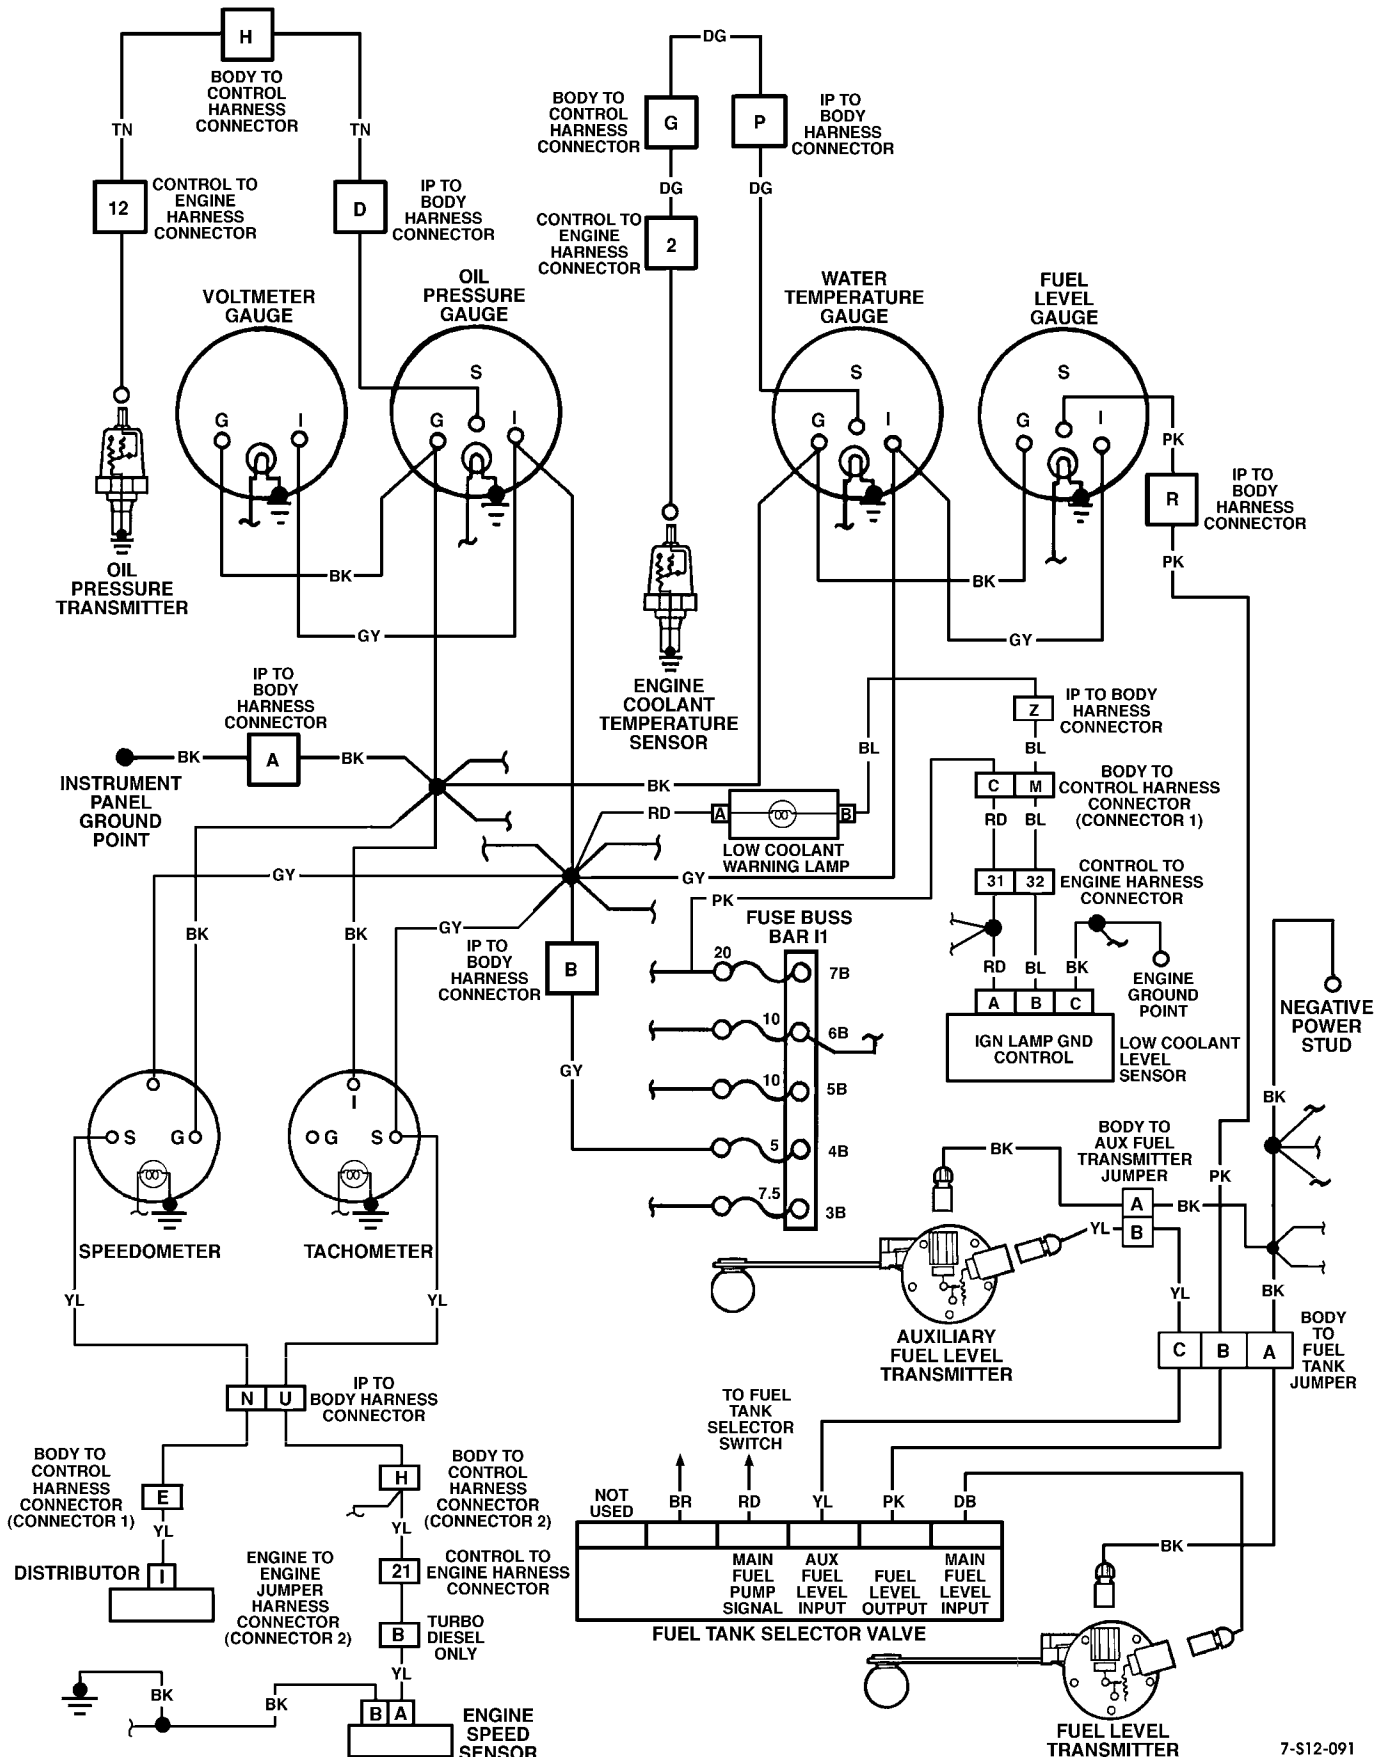 H
BODY TO
CONTROL
HARNESS
CONNECTOR
TN
TN
12
CONTROL TO
ENGINE
HARNESS
CONNECTOR
D
IP TO
BODY
HARNESS
CONNECTOR
DG
BODY TO
CONTROL
HARNESS
CONNECTOR
G
P
IP TO
BODY
HARNESS
CONNECTOR
DG
DG
CONTROL TO
ENGINE
HARNESS
CONNECTOR
2
VOLTMETER
GAUGE
OIL
PRESSURE
GAUGE
WATER
TEMPERATURE
GAUGE
FUEL
LEVEL
GAUGE
G
I
S
G
I
S
G
I
S
G
I
PK
R
IP TO
BODY
HARNESS
CONNECTOR
PK
OIL
PRESSURE
TRANSMITTER
BK
GY
BK
GY
ENGINE
COOLANT
TEMPERATURE
SENSOR
IP TO
BODY
HARNESS
CONNECTOR
BK
A
BK
INSTRUMENT
PANEL
GROUND
POINT
BK
RD
A
B
LOW COOLANT
WARNING LAMP
BL
Z
IP TO BODY
HARNESS
CONNECTOR
BL
C
M
BODY TO
CONTROL HARNESS
CONNECTOR
(CONNECTOR 1)
RD
BL
31
32
CONTROL TO
ENGINE HARNESS
CONNECTOR
GY
GY
PK
BK
BK
GY
IP TO
BODY
HARNESS
CONNECTOR
B
GY
FUSE BUSS
BAR I1
20
7B
10
6B
10
5B
5
4B
7.5
3B
RD
BL
BK
ENGINE
GROUND
POINT
A
B
C
IGN LAMP GND
CONTROL
LOW COOLANT
LEVEL
SENSOR
NEGATIVE
POWER
STUD
BK
S
G
SPEEDOMETER
I
G
S
TACHOMETER
YL
YL
BK
BODY TO
AUX FUEL
TRANSMITTER
JUMPER
A
B
BK
YL
PK
YL
BK
AUXILIARY
FUEL LEVEL
TRANSMITTER
C
B
A
BODY
TO
FUEL
TANK
JUMPER
N
U
IP TO
BODY HARNESS
CONNECTOR
BODY TO
CONTROL
HARNESS
CONNECTOR
(CONNECTOR 1)
E
YL
DISTRIBUTOR
I
H
BODY TO
CONTROL
HARNESS
CONNECTOR
(CONNECTOR 2)
YL
21
CONTROL TO
ENGINE HARNESS
CONNECTOR
ENGINE TO
ENGINE
JUMPER
HARNESS
CONNECTOR
(CONNECTOR 2)
B
TURBO
DIESEL
ONLY
YL
BK
BK
B
A
ENGINE
SPEED
SENSOR
TO FUEL
TANK
SELECTOR
SWITCH
NOT
USED
BR
RD
YL
PK
DB
MAIN
FUEL
PUMP
SIGNAL
AUX
FUEL
LEVEL
INPUT
FUEL
LEVEL
OUTPUT
MAIN
FUEL
LEVEL
INPUT
FUEL TANK SELECTOR VALVE
BK
FUEL LEVEL
TRANSMITTER
7-S12-091